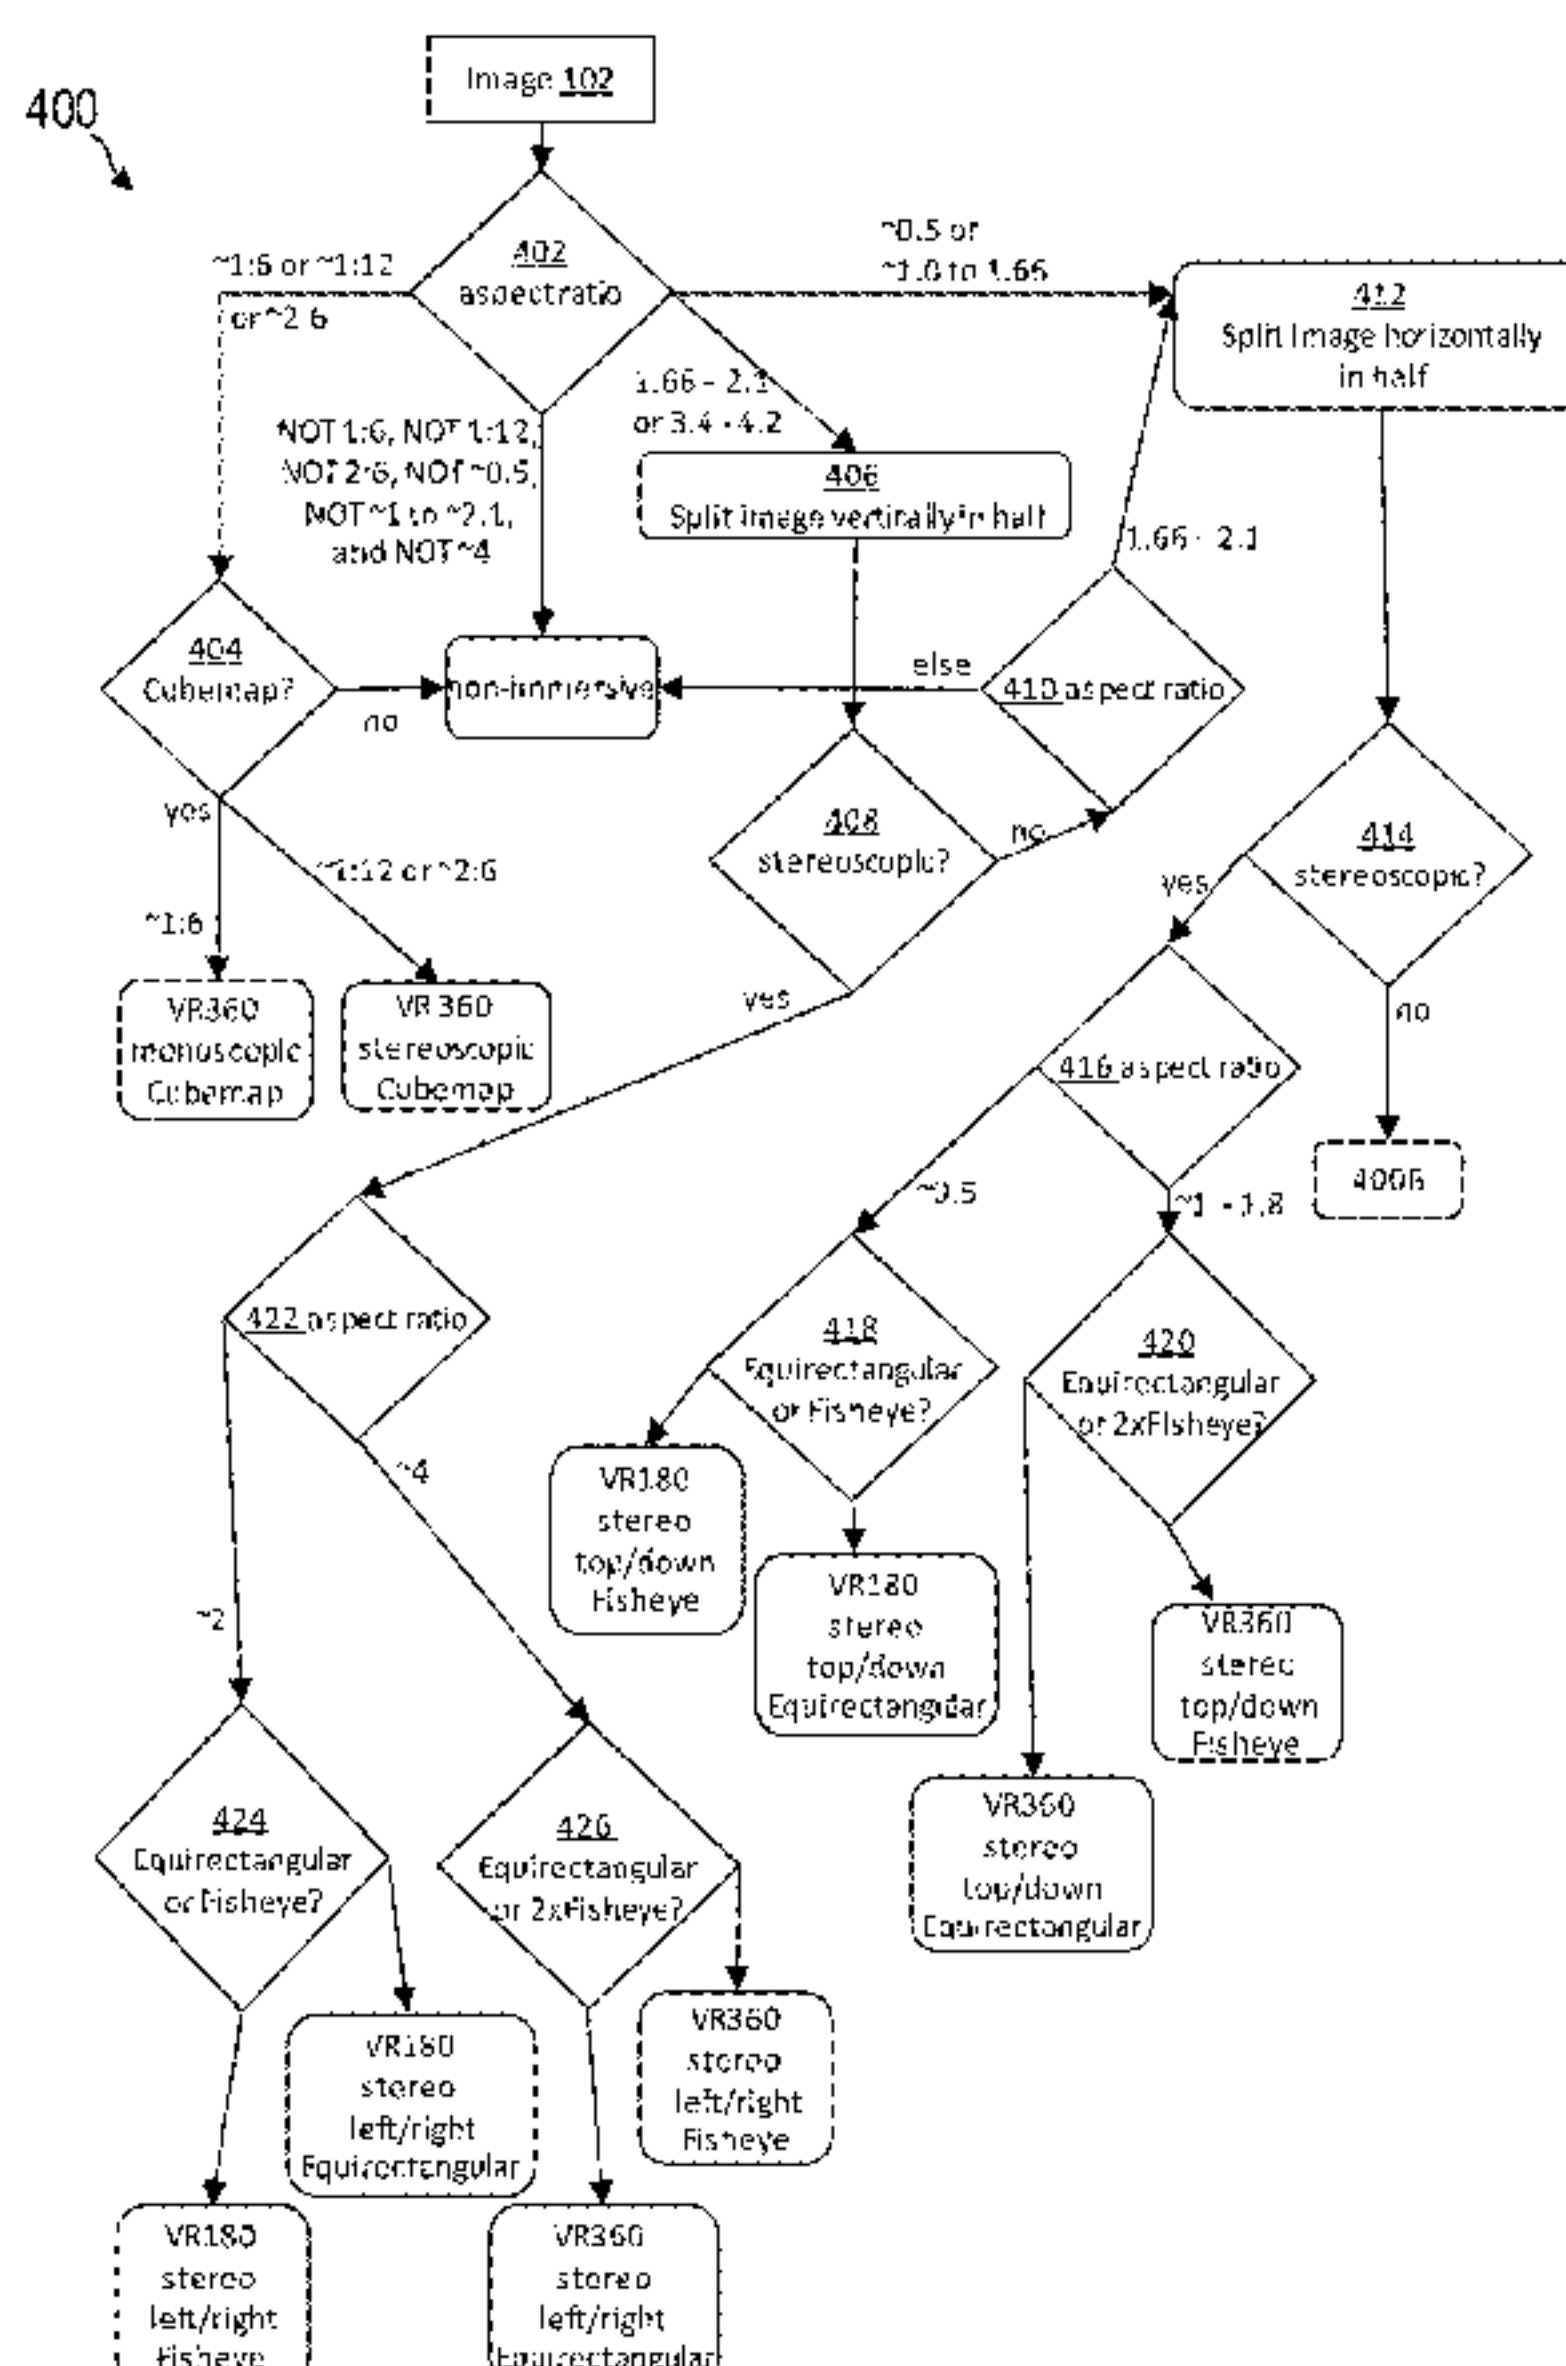 400
Image 102
402
aspect ratio
~1:6 or ~1:12
or ~2:6
~0.5 or
~1.0 to 1.66
412
Split Image horizontally
in half
1.66 - 2.1
or 3.4 - 4.2
NOT 1:6, NOT 1:12,
NOT 2:6, NOT ~0.5,
NOT ~1 to ~2.1,
and NOT ~4
406
Split image vertically in half
1.66 - 2.1
404
Cubemap?
no
non-immersive
else
410 aspect ratio
yes
408
stereoscopic?
no
414
stereoscopic?
~1:12 or ~2:6
~1:6
yes
VR360
monoscopic
Cubemap
VR 360
stereoscopic
Cubemap
yes
416 aspect ratio
no
400B
~0.5
~1 - 1.8
422 aspect ratio
418
Equirectangular
or Fisheye?
420
Equirectangular
or 2xFisheye?
~4
VR180
stereo
top/down
Fisheye
VR180
stereo
top/down
Equirectangular
~2
VR360
stereo
top/down
Fisheye
VR360
stereo
top/down
Equirectangular
424
Equirectangular
or Fisheye?
426
Equirectangular
or 2xFisheye?
VR180
stereo
left/right
Equirectangular
VR360
stereo
left/right
Fisheye
VR180
stereo
left/right
Fisheye
VR360
stereo
left/right
Equirectangular